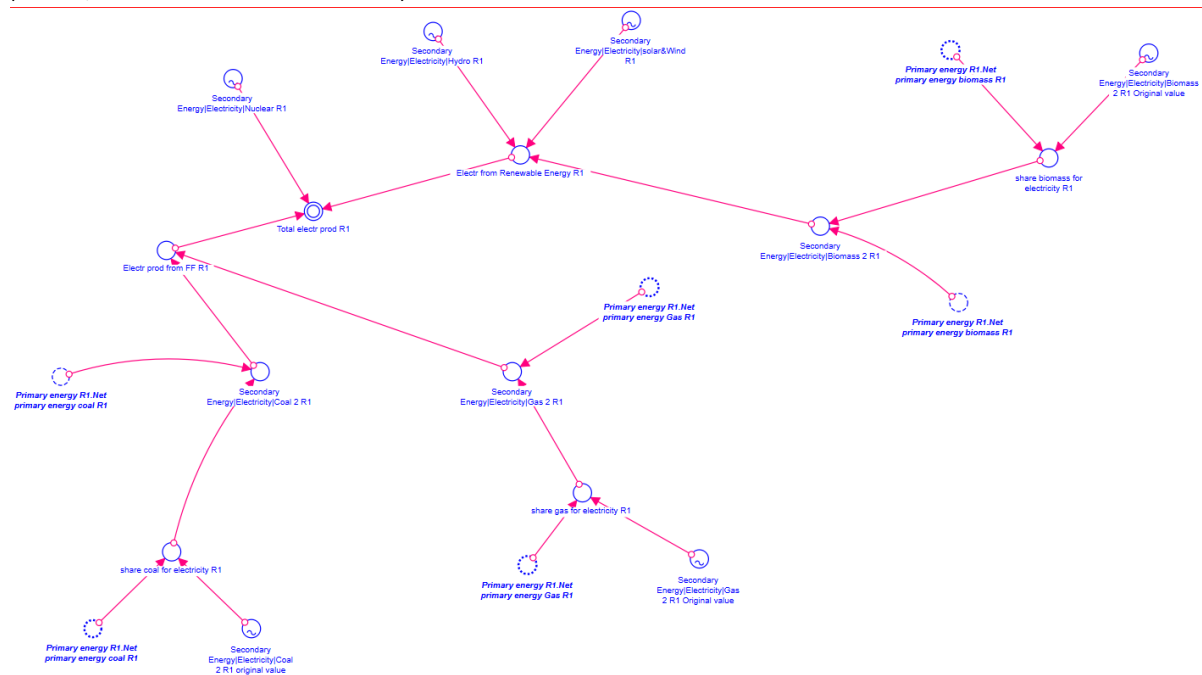 Secondary
Energy|Electricity|Hydro R1
Secondary
Energy|Electricity|solar&Wind
R1
Primary energy R1.Net
primary energy biomass R1
Secondary
Energy|Electricity|Biomass
2 R1 Original value
Secondary
Energy|Electricity|Nuclear R1
Electr from Renewable Energy R1
share biomass for
electricity R1
Total electr prod R1
Secondary
Energy|Electricity|Biomass 2 R1
Electr prod from FF R1
Primary energy R1.Net
primary energy Gas R1
Primary energy R1.Net
primary energy biomass R1
Primary energy R1.Net
primary energy coal R1
Secondary
Energy|Electricity|Coal 2 R1
Secondary
Energy|Electricity|Gas 2 R1
share gas for electricity R1
share coal for electricity R1
Primary energy R1.Net
primary energy Gas R1
Secondary
Energy|Electricity|Gas
2 R1 Original value
Primary energy R1.Net
primary energy coal R1
Secondary
Energy|Electricity|Coal
2 R1 original value